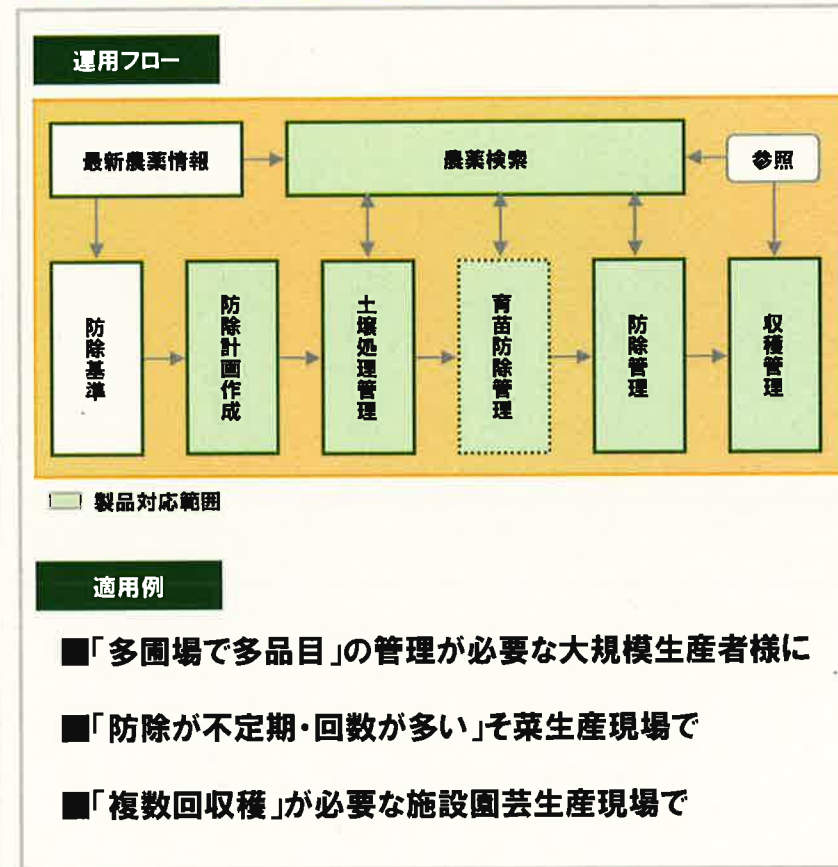 運用フロー
最新農薬情報
農薬検索
参照
防除基準
防除計画作成
土壌処理管理
育苗防除管理
防除管理
収穫管理
製品対応範囲
適用例
■「多圃場で多品目」の管理が必要な大規模生産者様に
■「防除が不定期・回数が多い」そ菜生産現場で
■「複数回収穫」が必要な施設園芸生産現場で